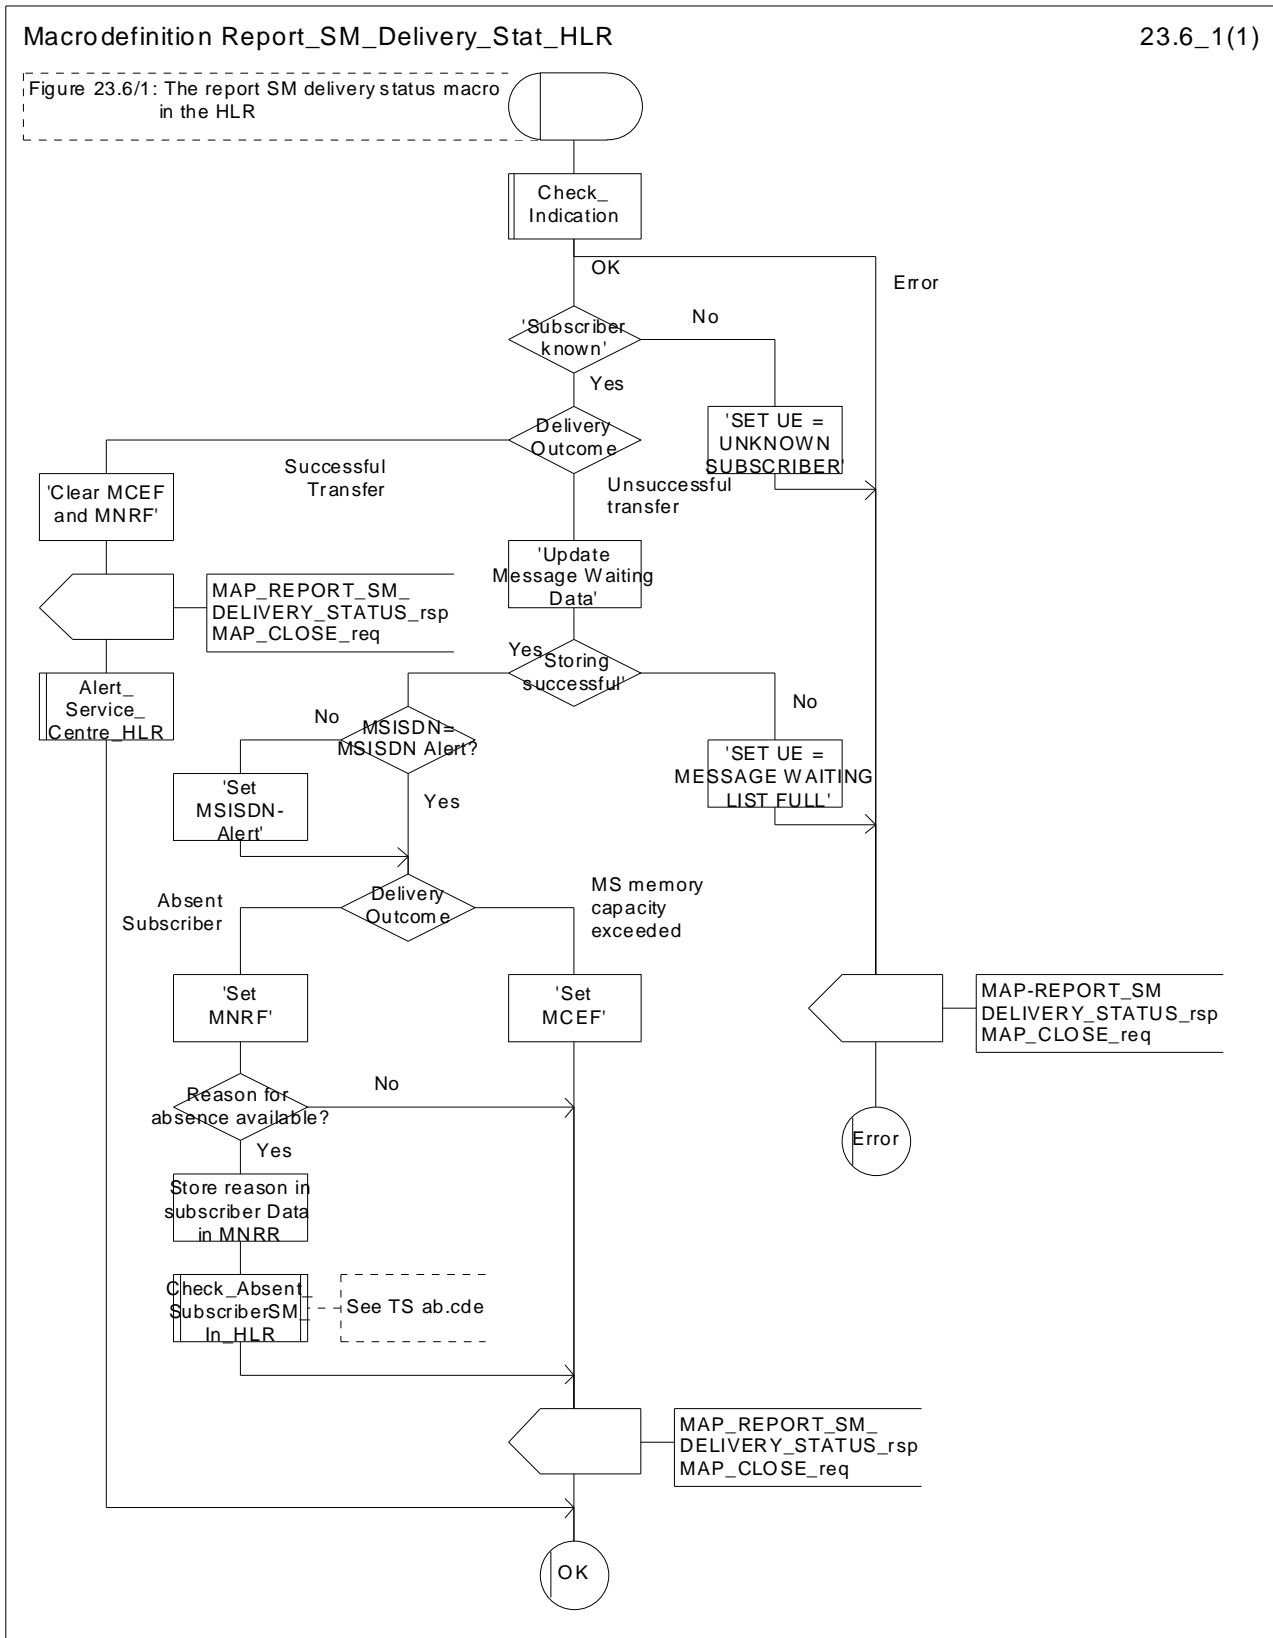 Macrodefinition Report_SM_Delivery_Stat_HLR
23.6_1(1)
Figure 23.6/1: The report SM delivery status macro
in the HLR
Check_
Indication
OK
Error
'Subscriber
known'
No
Yes
Delivery
Outcome
'SET UE =
UNKNOWN
SUBSCRIBER'
Successful
Transfer
Unsuccessful
transfer
'Clear MCEF
and MNRF'
'Update
Message Waiting
Data'
MAP_REPORT_SM_
DELIVERY_STATUS_rsp
MAP_CLOSE_req
Yes
'Storing
successful'
No
Alert_
Service_
Centre_HLR
No
MSISDN=
MSISDN Alert?
'SET UE =
MESSAGE WAITING
LIST FULL'
'Set
MSISDN-
Alert'
Yes
Absent
Subscriber
Delivery
Outcome
MS memory
capacity
exceeded
'Set
MNRF'
'Set
MCEF'
MAP-REPORT_SM
DELIVERY_STATUS_rsp
MAP_CLOSE_req
Reason for
absence available?
No
Error
Yes
Store reason in
subscriber Data
in MNRR
Check_Absent_
SubscriberSM_
In_HLR
See TS ab.cde
MAP_REPORT_SM_
DELIVERY_STATUS_rsp
MAP_CLOSE_req
OK